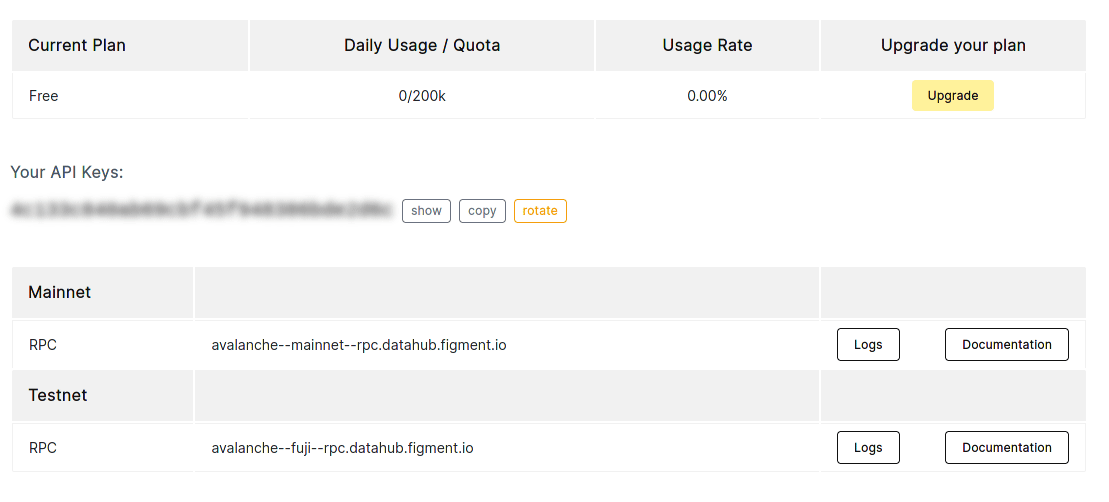 Current Plan Daily Usage / Quota Usage Rate Upgrade your plan
Free 0/200k 0.00% Upgrade
Your API Keys:
show copy rotate
Mainnet
RPC avalanche--mainnet--rpc.datahub.figment.io Logs Documentation
Testnet
RPC avalanche--fuji--rpc.datahub.figment.io Logs Documentation